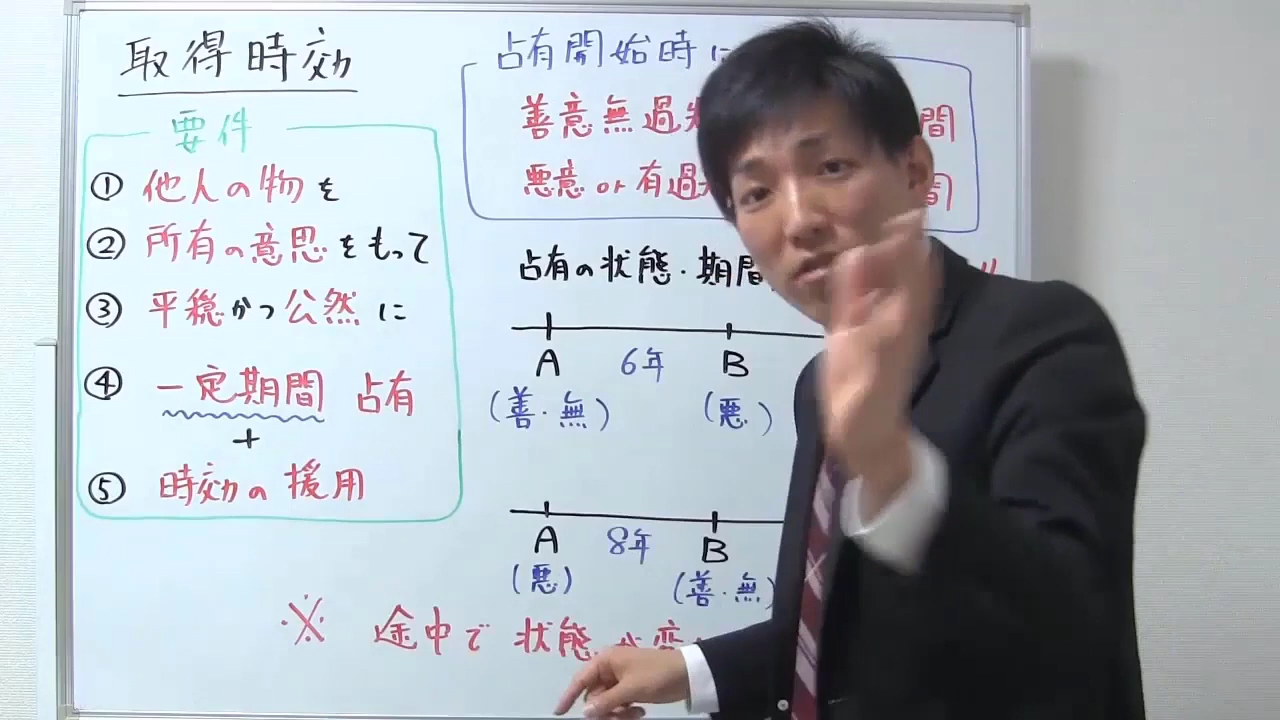 取得時効
要件
① 他人の物を
② 所有の意思をもって
③ 平穏かつ公然に
④ 一定期間 占有
+
⑤ 時効の援用
占有開始時に
善意無過失 間
悪意 or 有過失 間
占有の状態・期間
A 6年 B
(善・無) (悪)
A 8年 B
(悪) (善・無)
※ 途中で 状態が変